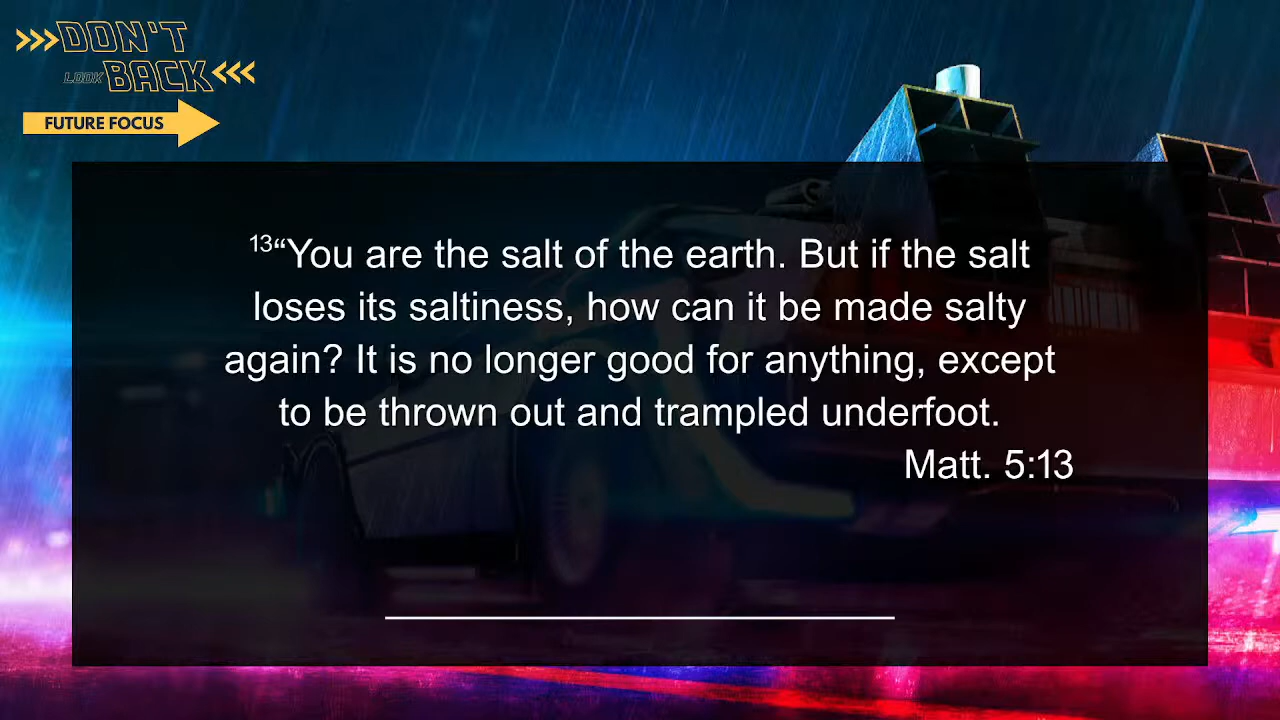 DON'T
LOOK BACK
FUTURE FOCUS
13“You are the salt of the earth. But if the salt
loses its saltiness, how can it be made salty
again? It is no longer good for anything, except
to be thrown out and trampled underfoot.
Matt. 5:13